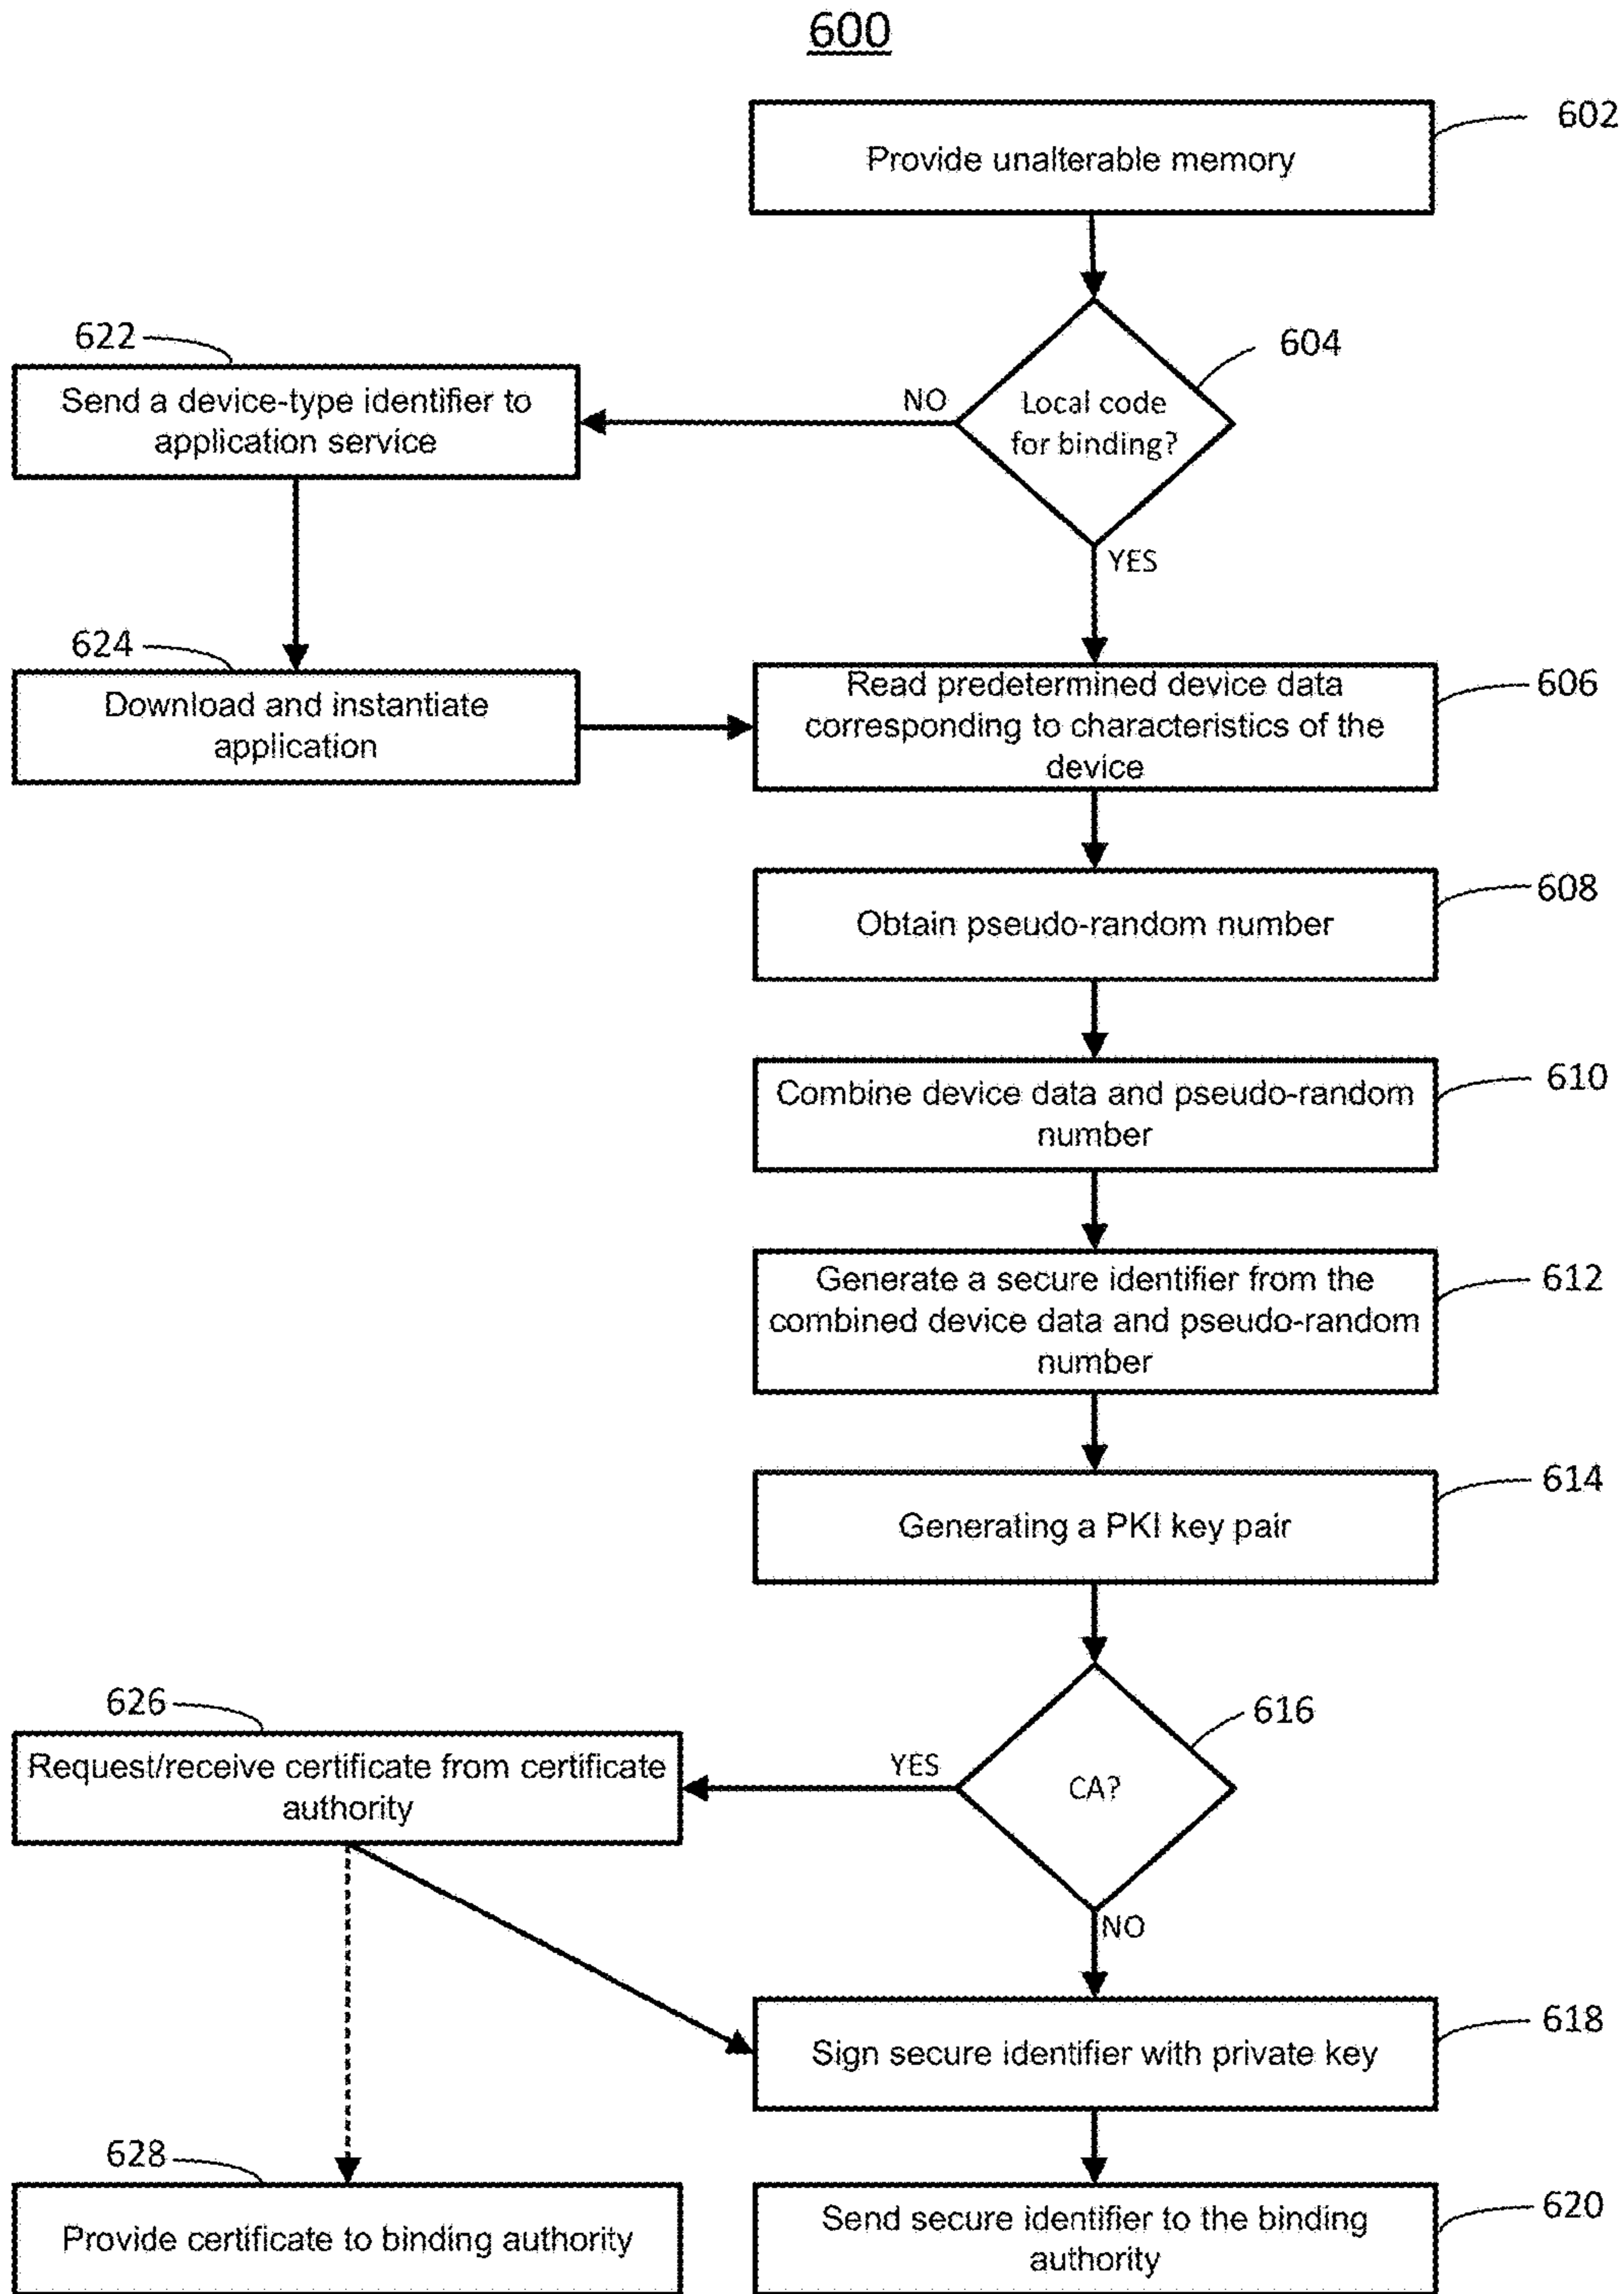 600
602
Provide unalterable memory
622
604
Send a device-type identifier to
application service
NO
Local code
for binding?
YES
624
606
Download and instantiate
application
Read predetermined device data
corresponding to characteristics of the
device
608
Obtain pseudo-random number
610
Combine device data and pseudo-random
number
612
Generate a secure identifier from the
combined device data and pseudo-random
number
614
Generating a PKI key pair
626
616
Request/receive certificate from certificate
authority
YES
CA?
NO
618
Sign secure identifier with private key
628
620
Provide certificate to binding authority
Send secure identifier to the binding
authority